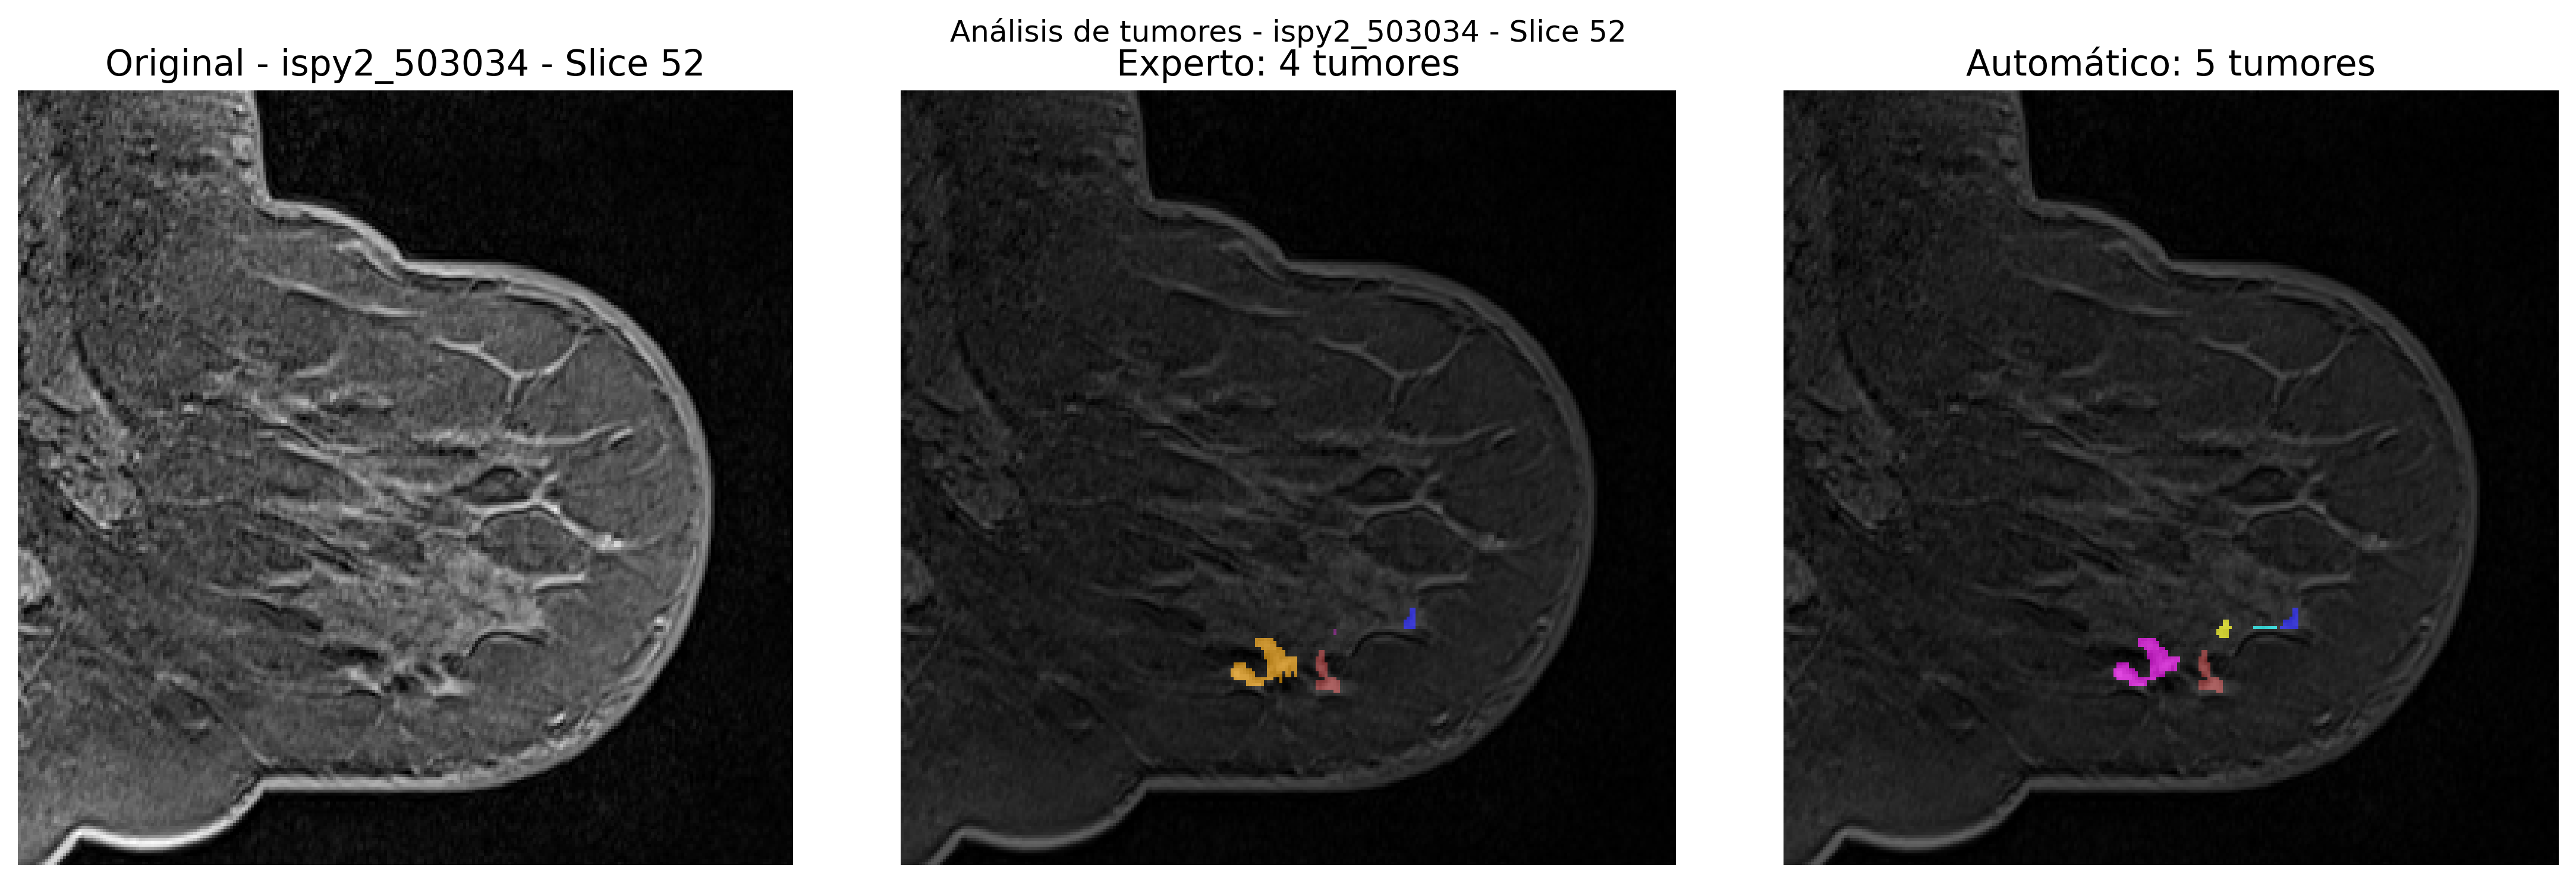 Análisis de tumores - ispy2_503034 - Slice 52
Original - ispy2_503034 - Slice 52
Experto: 4 tumores
Automático: 5 tumores